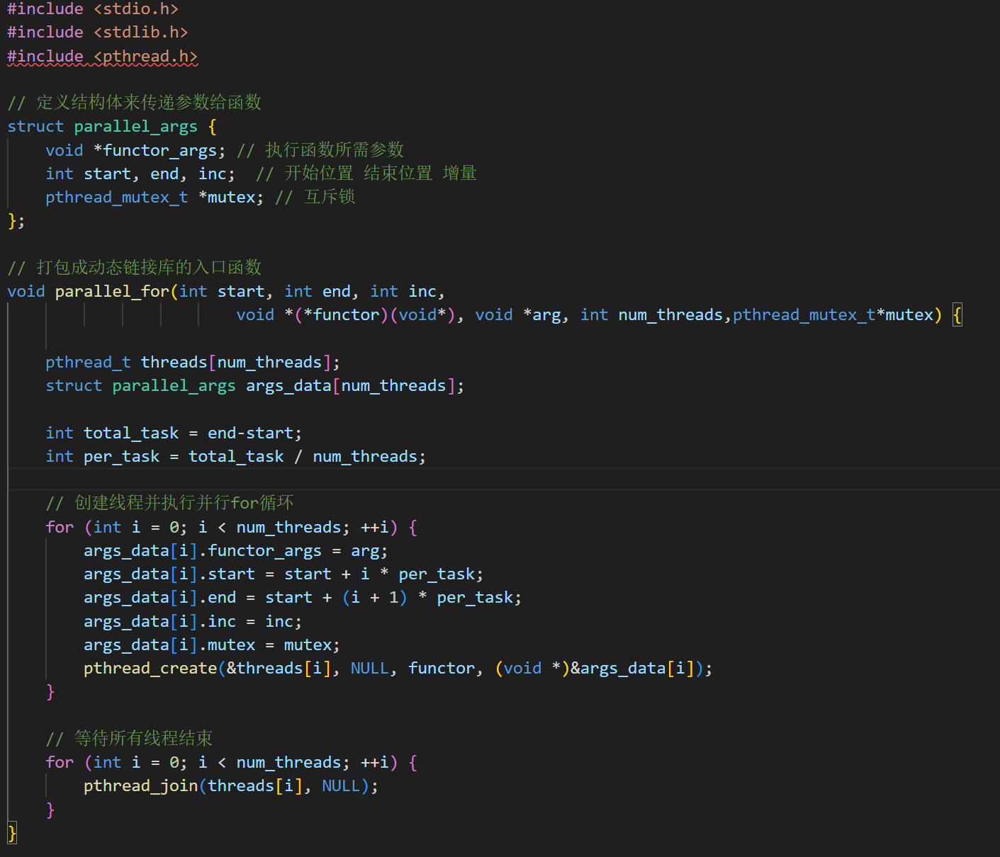 #include <stdio.h>
#include <stdlib.h>
#include <pthread.h>
// 定义结构体来传递参数给函数
struct parallel_args {
    void *functor_args; // 执行函数所需参数
    int start, end, inc;  // 开始位置 结束位置 增量
    pthread_mutex_t *mutex; // 互斥锁
};
// 打包成动态链接库的入口函数
void parallel_for(int start, int end, int inc,
                        void *(*functor)(void*), void *arg, int num_threads,pthread_mutex_t*mutex) {
    pthread_t threads[num_threads];
    struct parallel_args args_data[num_threads];
    int total_task = end-start;
    int per_task = total_task / num_threads;
    // 创建线程并执行并行for循环
    for (int i = 0; i < num_threads; ++i) {
        args_data[i].functor_args = arg;
        args_data[i].start = start + i * per_task;
        args_data[i].end = start + (i + 1) * per_task;
        args_data[i].inc = inc;
        args_data[i].mutex = mutex;
        pthread_create(&threads[i], NULL, functor, (void *)&args_data[i]);
    }
    // 等待所有线程结束
    for (int i = 0; i < num_threads; ++i) {
        pthread_join(threads[i], NULL);
    }
}